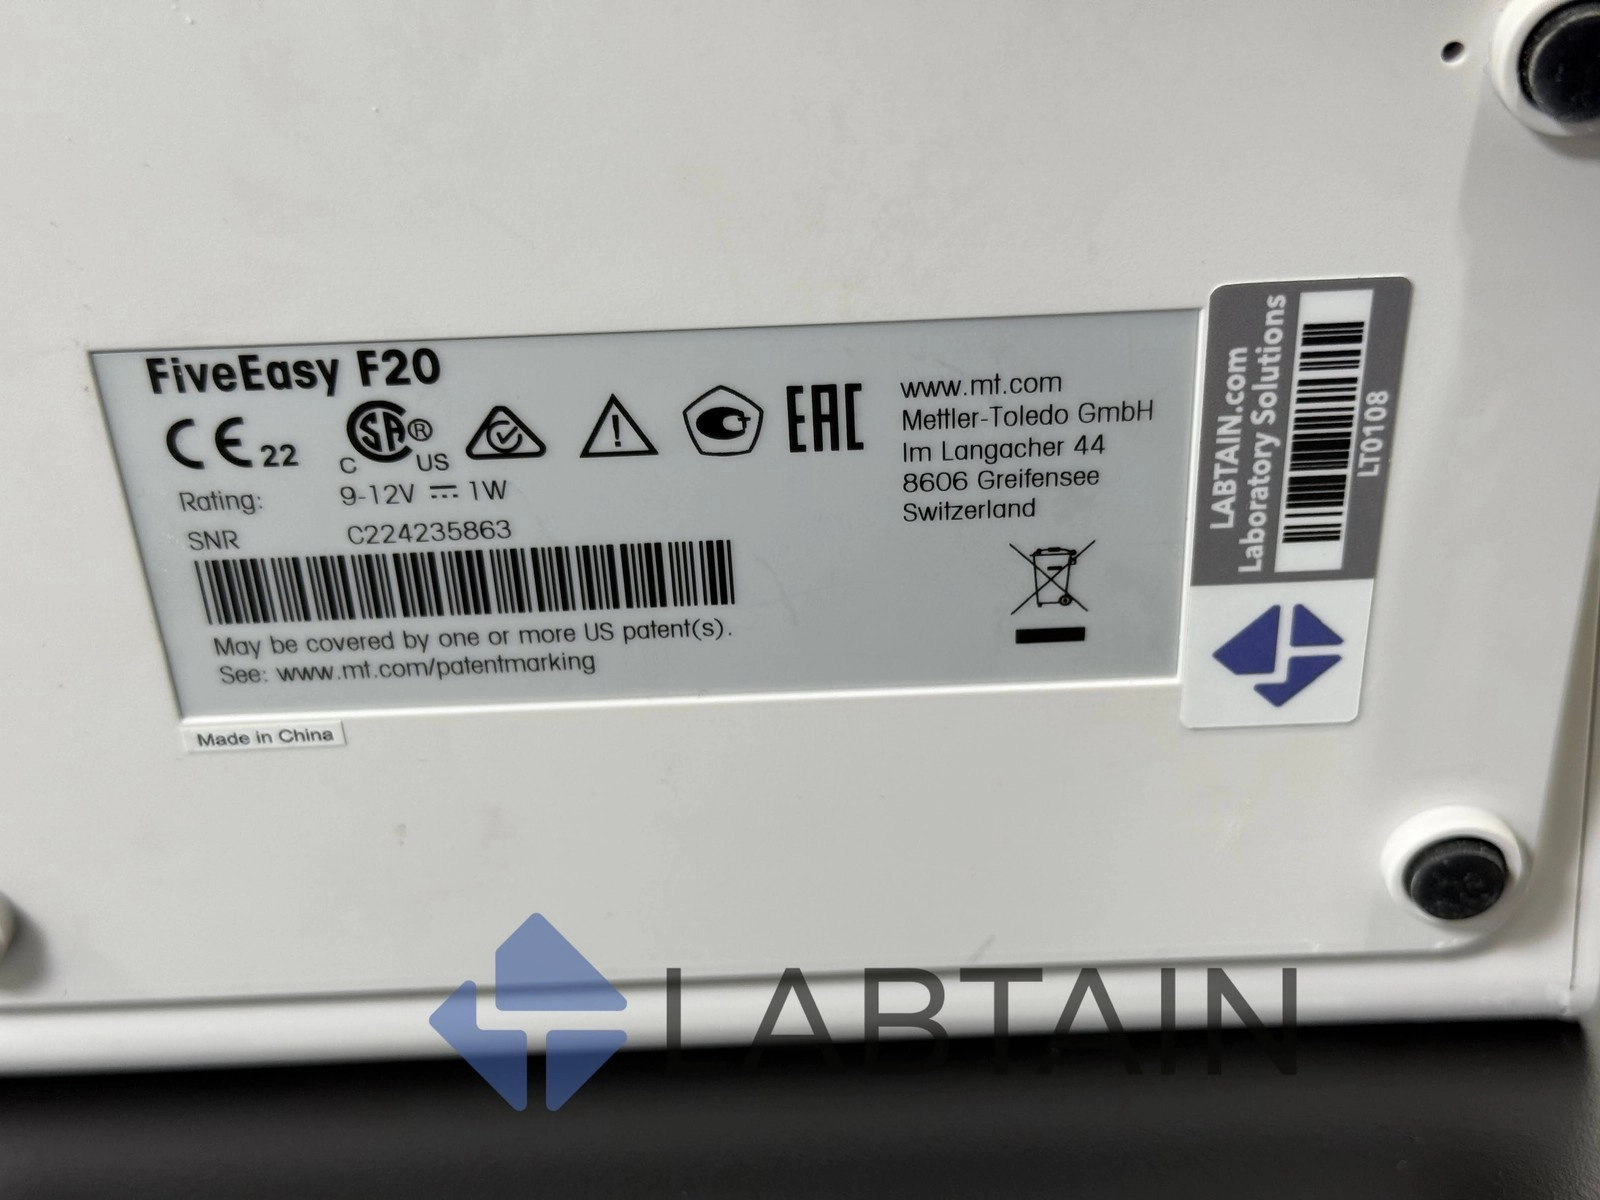 FiveEasy F20
CE 22
C SA ® US
EAC
Rating: 9-12V ⎓ 1W
SNR C224235863
May be covered by one or more US patent(s).
See: www.mt.com/patentmarking
www.mt.com
Mettler-Toledo GmbH
Im Langacher 44
8606 Greifensee
Switzerland
Made in China
LABTAIN.com
Laboratory Solutions
LT0108
LABTAIN